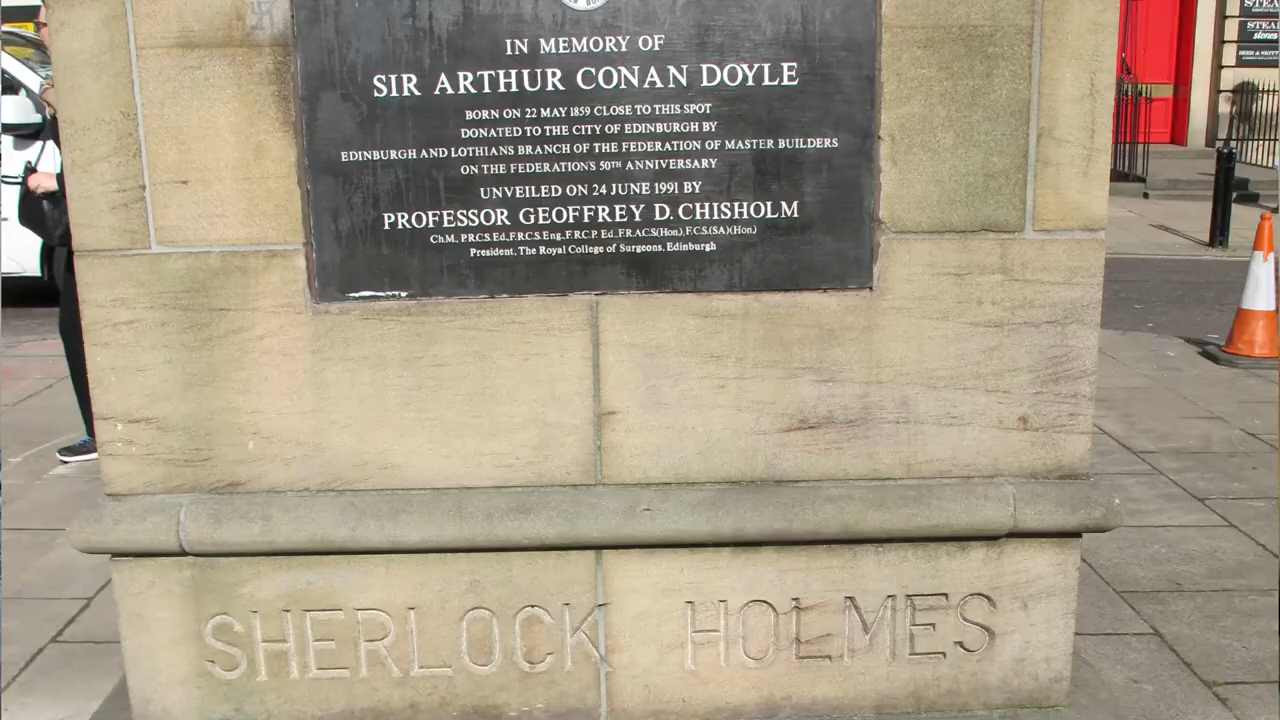 IN MEMORY OF
SIR ARTHUR CONAN DOYLE
BORN ON 22 MAY 1859 CLOSE TO THIS SPOT
DONATED TO THE CITY OF EDINBURGH BY
EDINBURGH AND LOTHIANS BRANCH OF THE FEDERATION OF MASTER BUILDERS
ON THE FEDERATION'S 50TH ANNIVERSARY
UNVEILED ON 24 JUNE 1991 BY
PROFESSOR GEOFFREY D. CHISHOLM
Ch.M., P.R.C.S.Ed., F.R.C.S.Eng., F.R.C.P. Ed., F.R.A.C.S.(Hon.), F.C.S.(SA)(Hon.)
President, The Royal College of Surgeons, Edinburgh
SHERLOCK HOLMES
STEA
stones